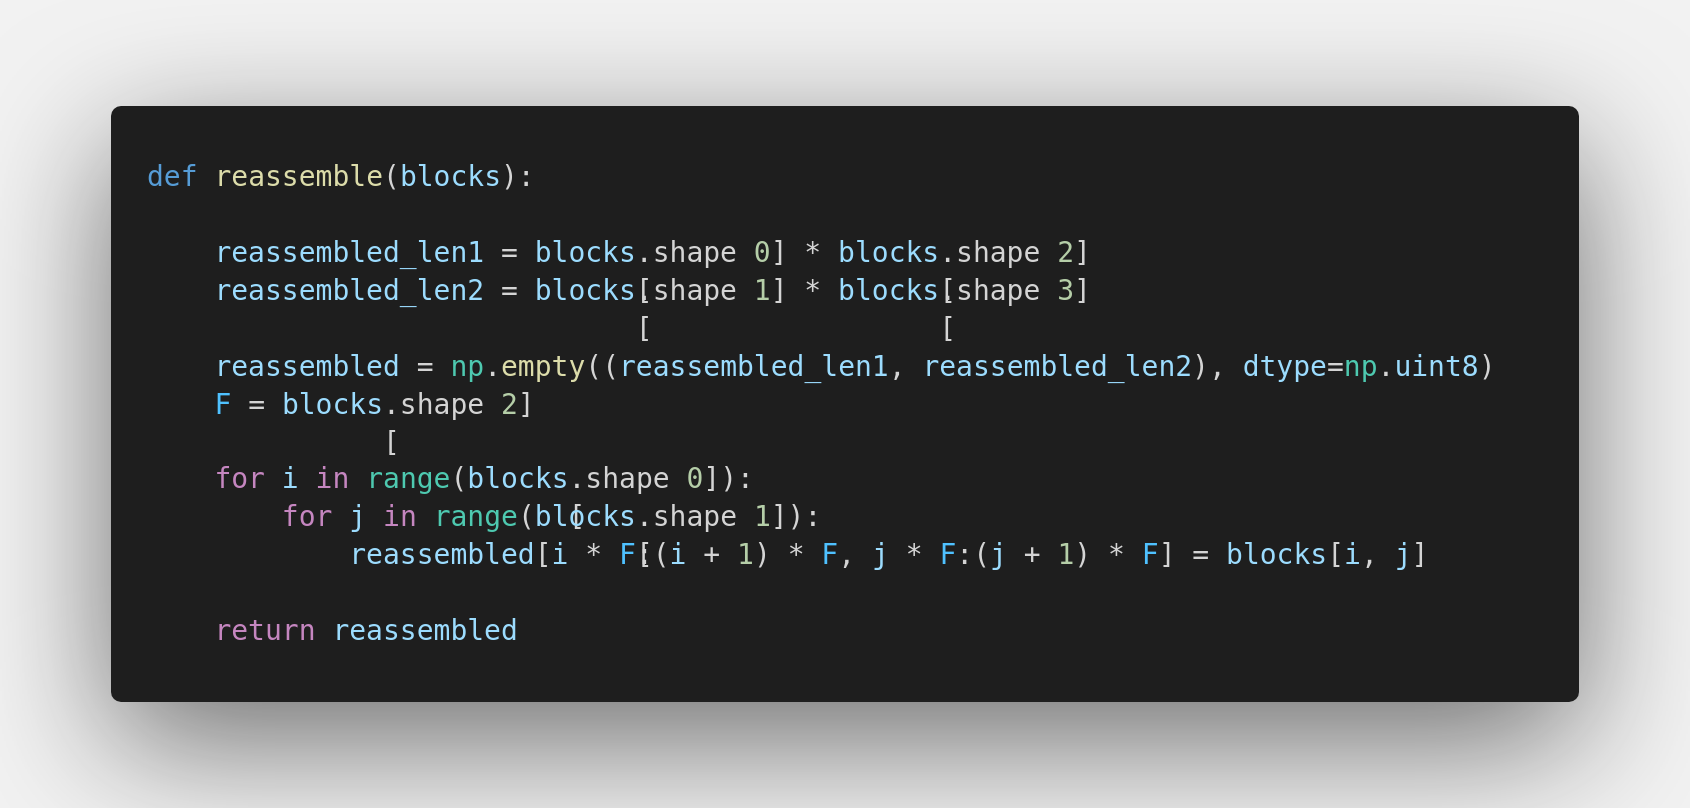 def reassemble(blocks):
    reassembled_len1 = blocks.shape[0] * blocks.shape[2]
    reassembled_len2 = blocks.shape[1] * blocks.shape[3]
    reassembled = np.empty((reassembled_len1, reassembled_len2), dtype=np.uint8)
    F = blocks.shape[2]
    for i in range(blocks.shape[0]):
        for j in range(blocks.shape[1]):
            reassembled[i * F:(i + 1) * F, j * F:(j + 1) * F] = blocks[i, j]
    return reassembled